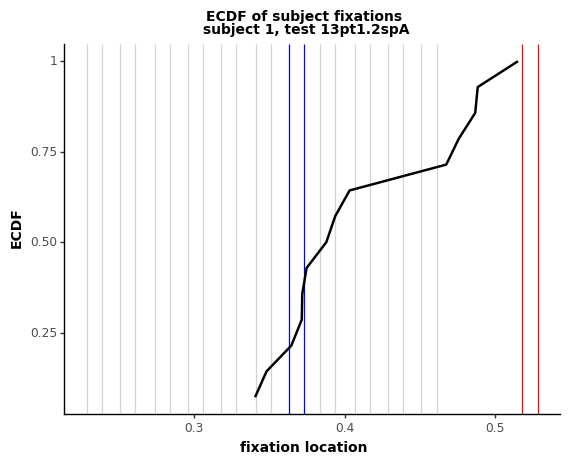 ECDF of subject fixations
subject 1, test 13pt1.2spA
1
0.75
0.50
0.25
ECDF
0.3 0.4 0.5
fixation location